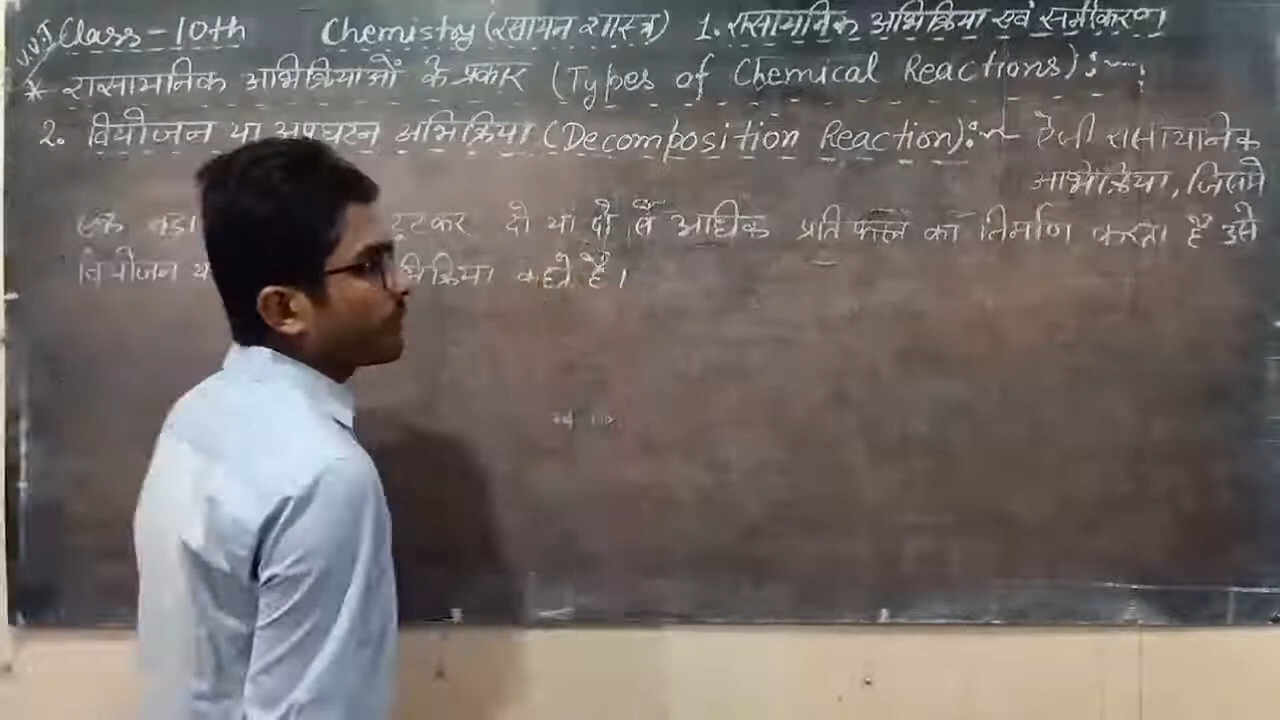 V.V.I Class-10th Chemistry (रसायन शास्त्र) 1. रासायनिक अभिक्रिया एवं समीकरण
* रासायनिक अभिक्रियाओं के प्रकार (Types of Chemical Reactions):-
2. वियोजन या अपघटन अभिक्रिया (Decomposition Reaction):- ऐसी रासायनिक
अभिक्रिया, जिसमे
एक बड़ा टूटकर दो या दो से अधिक प्रतिफल का निर्माण करता है उसे
वियोजन कहते है।